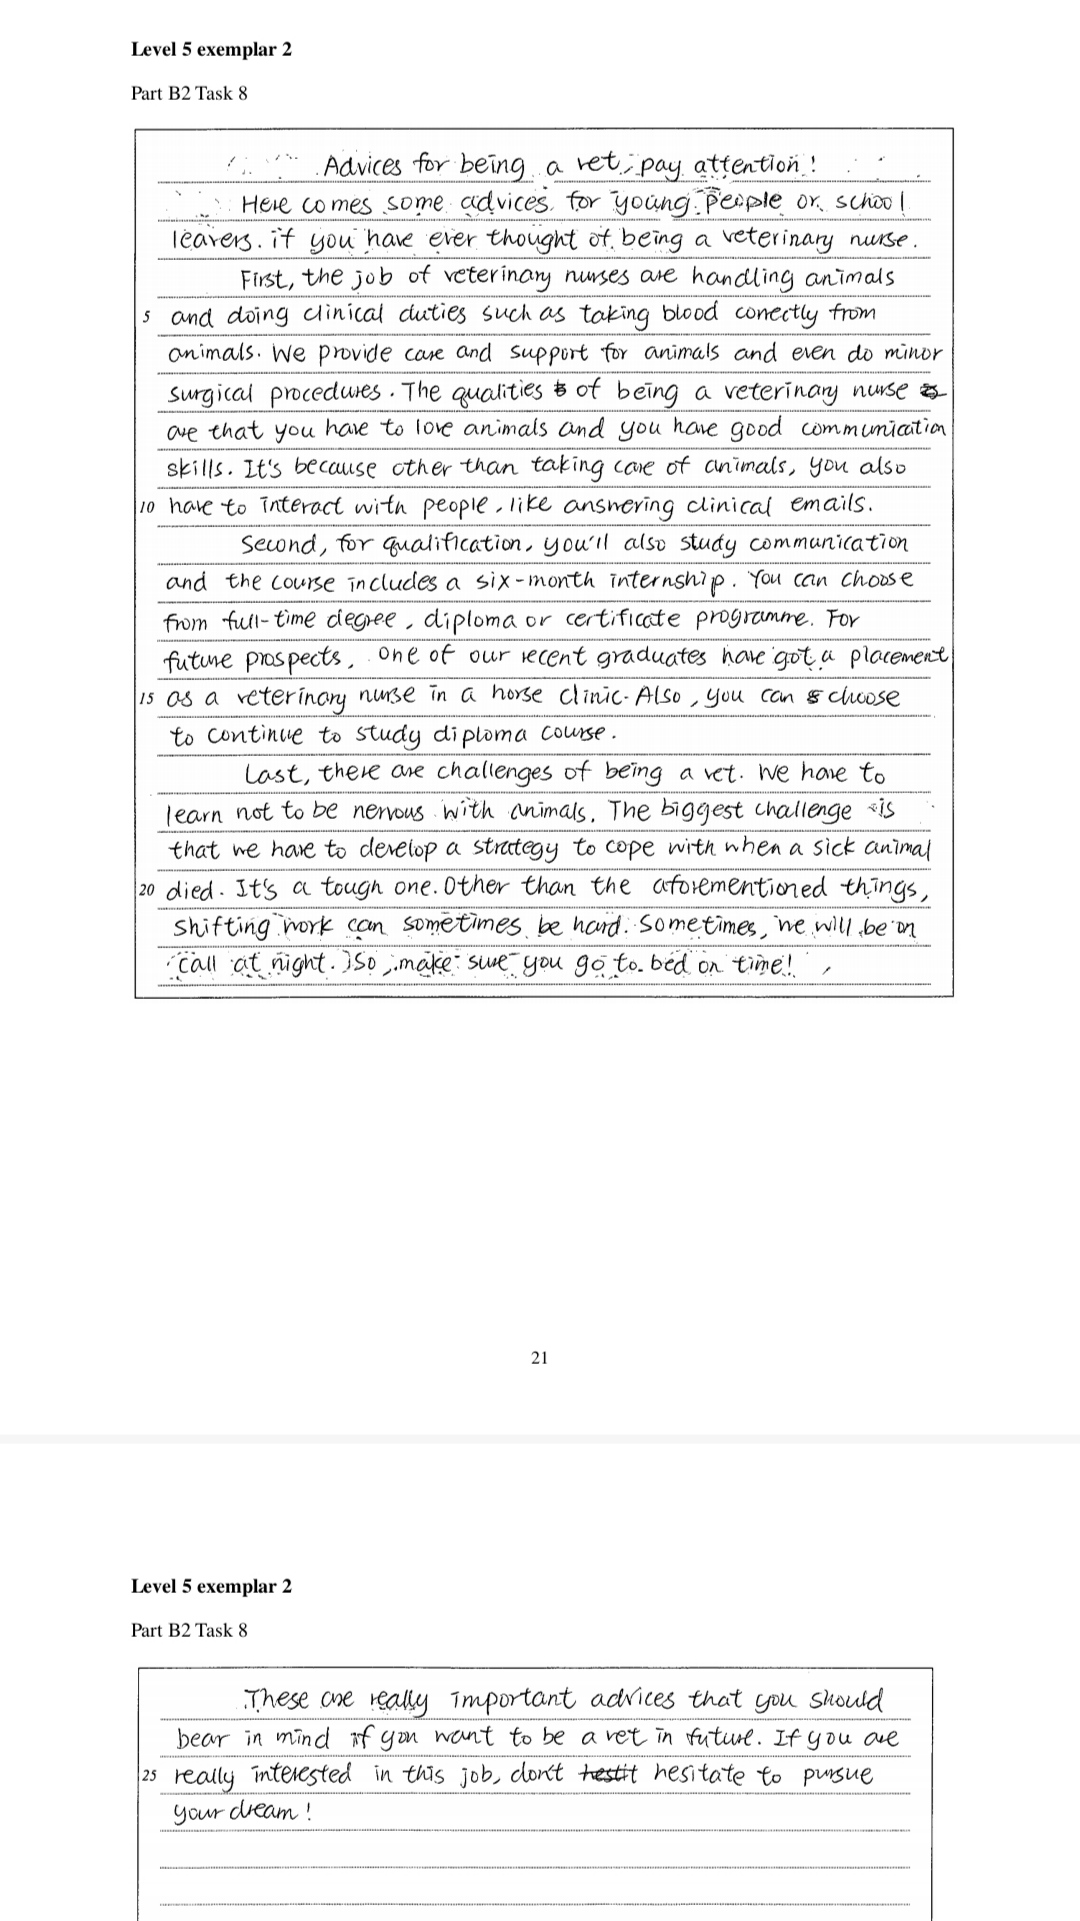 Level 5 exemplar 2
Part B2 Task 8
Advices for being a vet, pay attention!
Here comes some advices for young people or school
leavers. if you have ever thought of being a veterinary nurse.
First, the job of veterinary nurses are handling animals
5 and doing clinical duties such as taking blood correctly from
animals. We provide care and support for animals and even do minor
surgical procedures. The qualities of being a veterinary nurse
are that you have to love animals and you have good communication
skills. It's because other than taking care of animals, you also
10 have to interact with people, like answering clinical emails.
Second, for qualification, you'll also study communication
and the course includes a six-month internship. You can choose
from full-time degree, diploma or certificate programme. For
future prospects, one of our recent graduates have got a placement
15 as a veterinary nurse in a horse clinic. Also, you can choose
to continue to study diploma course.
Last, there are challenges of being a vet. We have to
learn not to be nervous with animals. The biggest challenge is
that we have to develop a strategy to cope with when a sick animal
20 died. It's a tough one. Other than the aforementioned things,
shifting work can sometimes be hard. Sometimes, we will be on
call at night. So, make sure you go to bed on time!
21
Level 5 exemplar 2
Part B2 Task 8
These are really important advices that you should
bear in mind if you want to be a vet in future. If you are
25 really interested in this job, don't hestit hesitate to pursue
your dream!